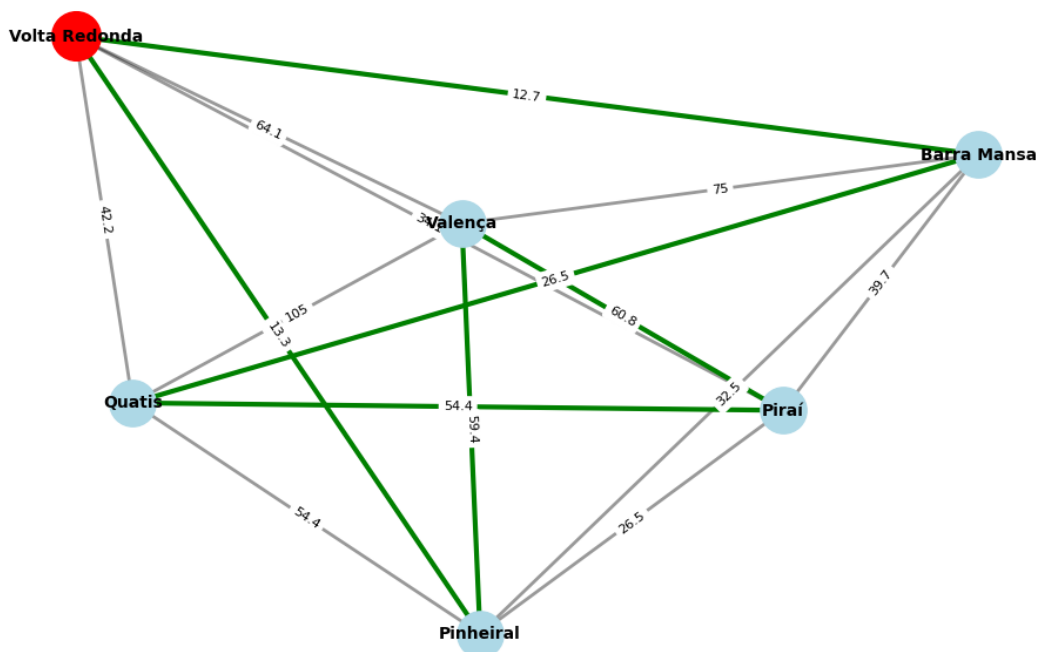 Volta Redonda
12.7
64.1
Barra Mansa
75
42.2
Valença
26.5
39.7
105
60.8
13.3
Quatis
54.4
32.5
Piraí
59.4
54.4
26.5
Pinheiral